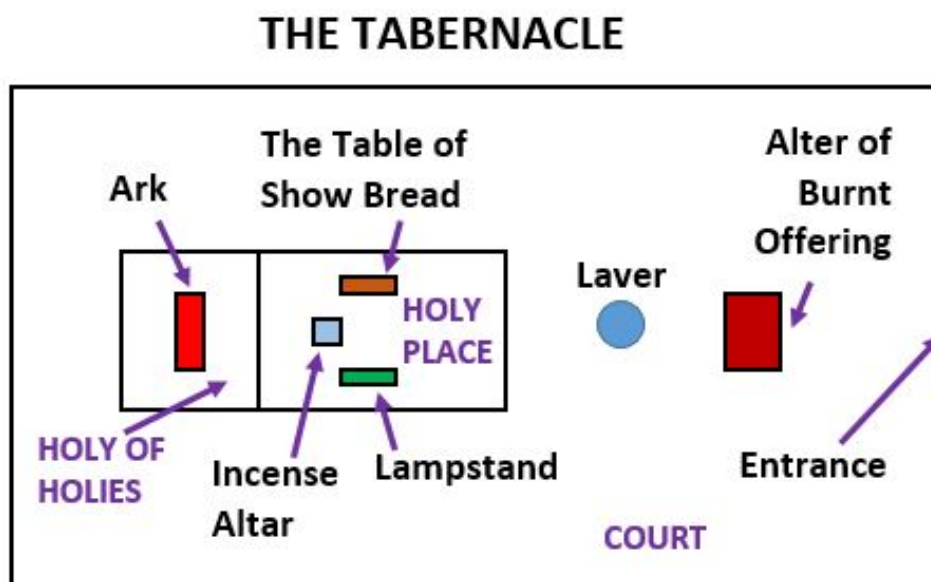 THE TABERNACLE
Ark
The Table of
Show Bread
Alter of
Burnt
Offering
Laver
HOLY
PLACE
HOLY OF
HOLIES
Incense
Altar
Lampstand
Entrance
COURT